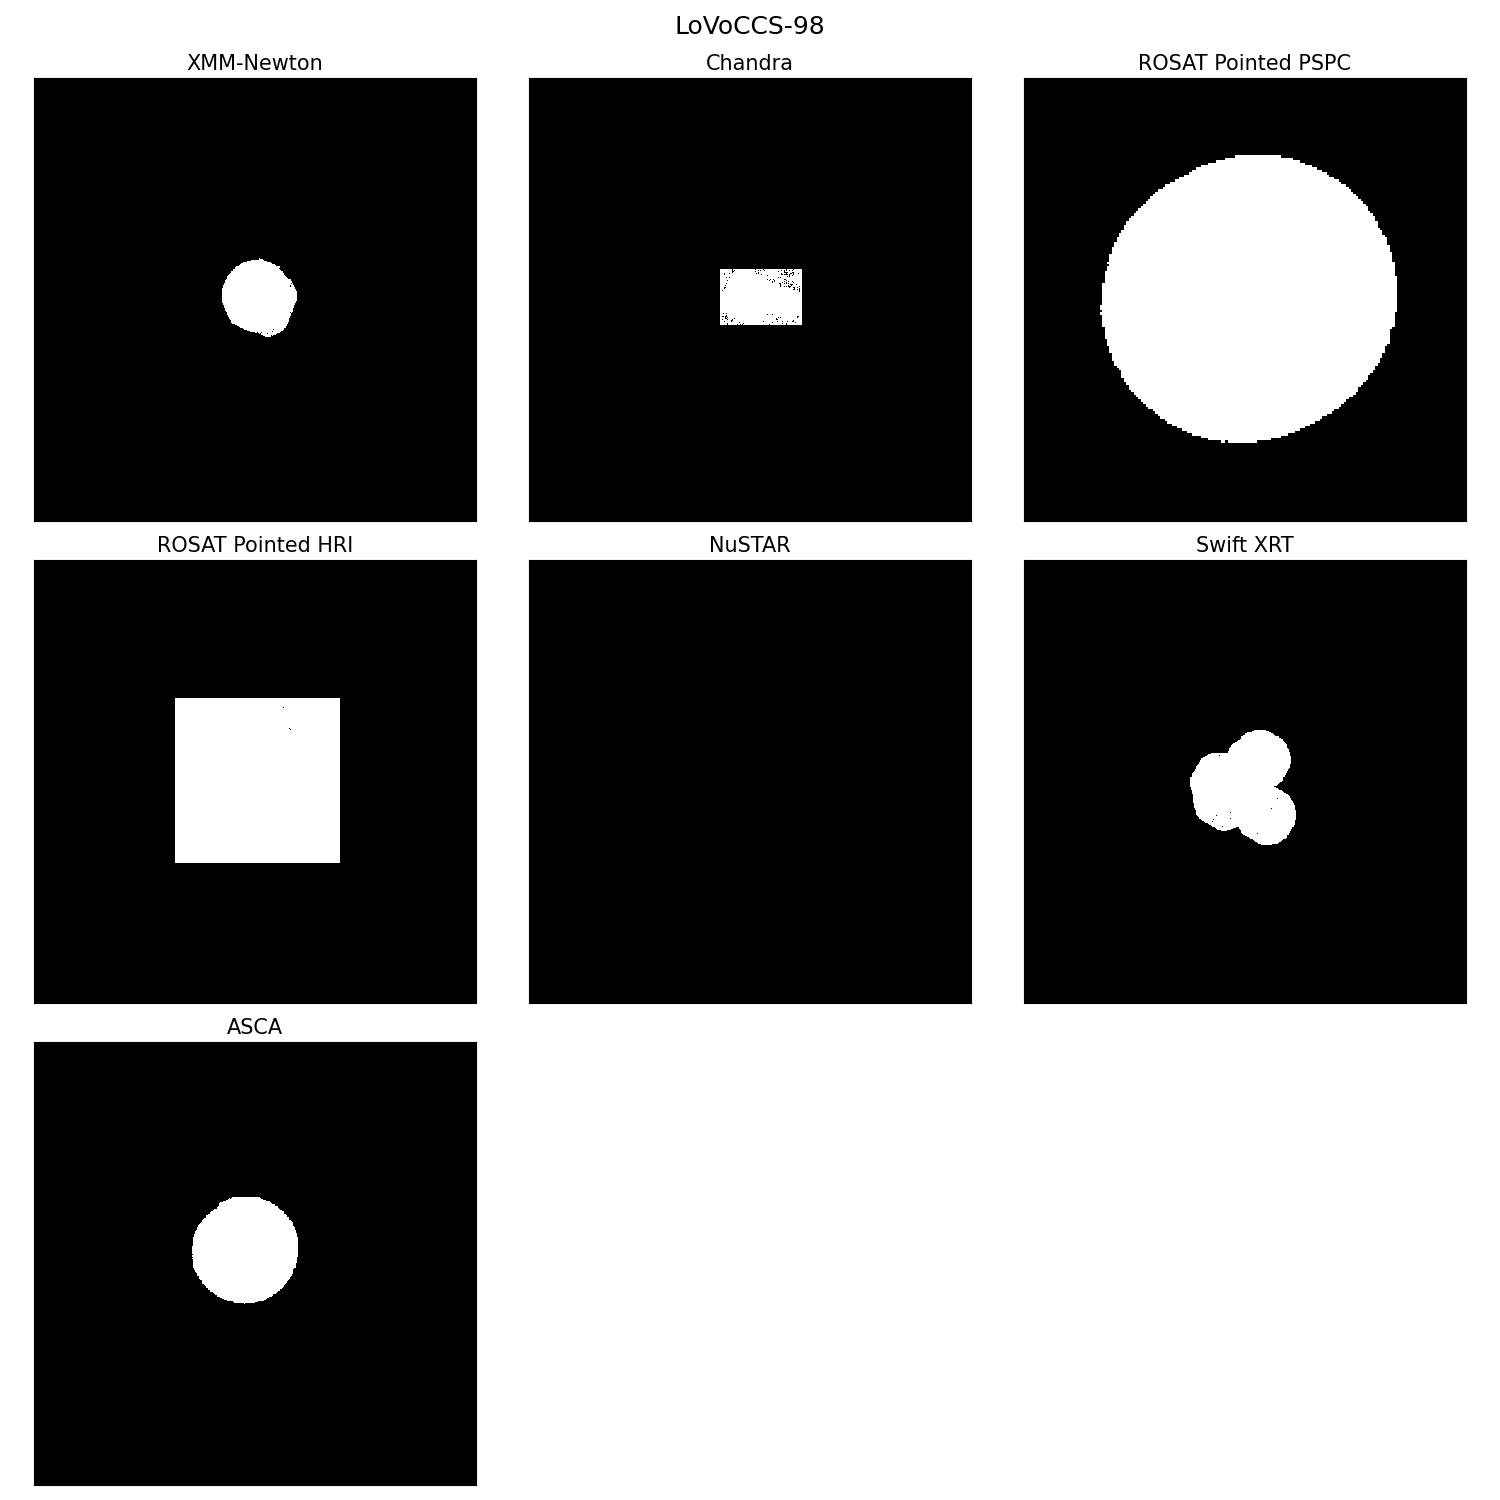 LoVoCCS-98
XMM-Newton
Chandra
ROSAT Pointed PSPC
ROSAT Pointed HRI
NuSTAR
Swift XRT
ASCA